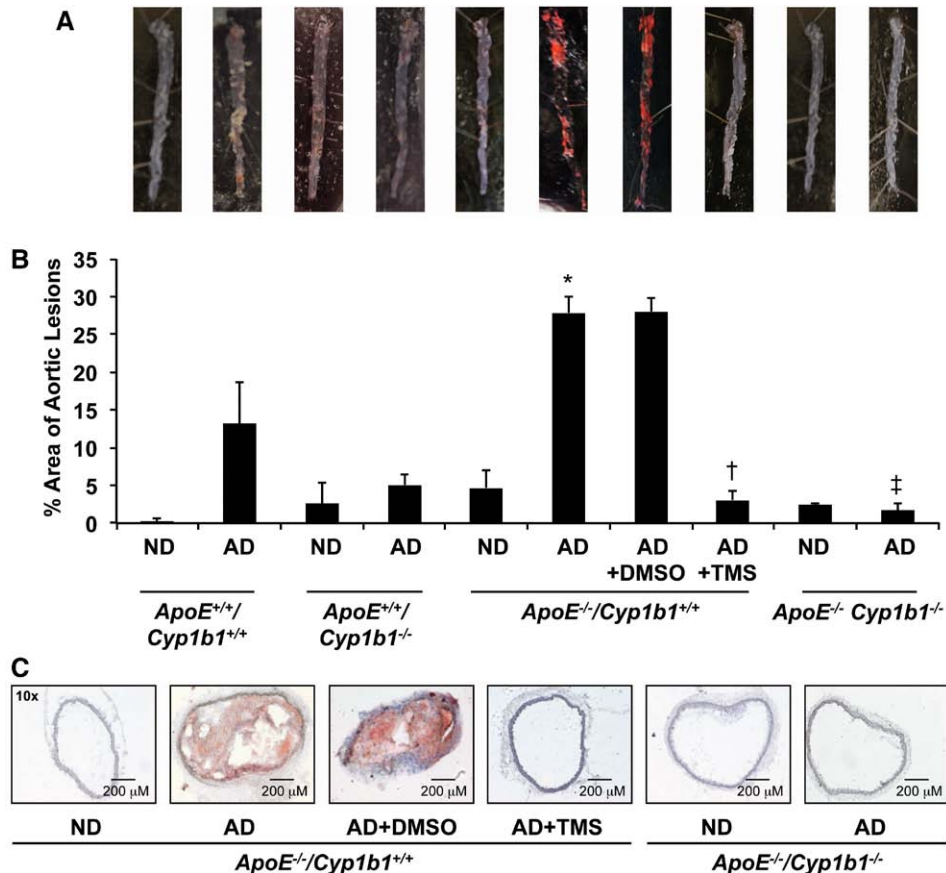 A
B
% Area of Aortic Lesions
35
30
25
20
15
10
5
0
*
†
‡
ND AD ND AD ND AD AD AD ND AD
+DMSO +TMS
ApoE+/+/ ApoE+/+/ ApoE-/-/Cyp1b1+/+ ApoE-/- Cyp1b1-/-
Cyp1b1+/+ Cyp1b1-/-
C
10x
200 µM 200 µM 200 µM 200 µM 200 µM 200 µM
ND AD AD+DMSO AD+TMS ND AD
ApoE-/-/Cyp1b1+/+ ApoE-/-/Cyp1b1-/-